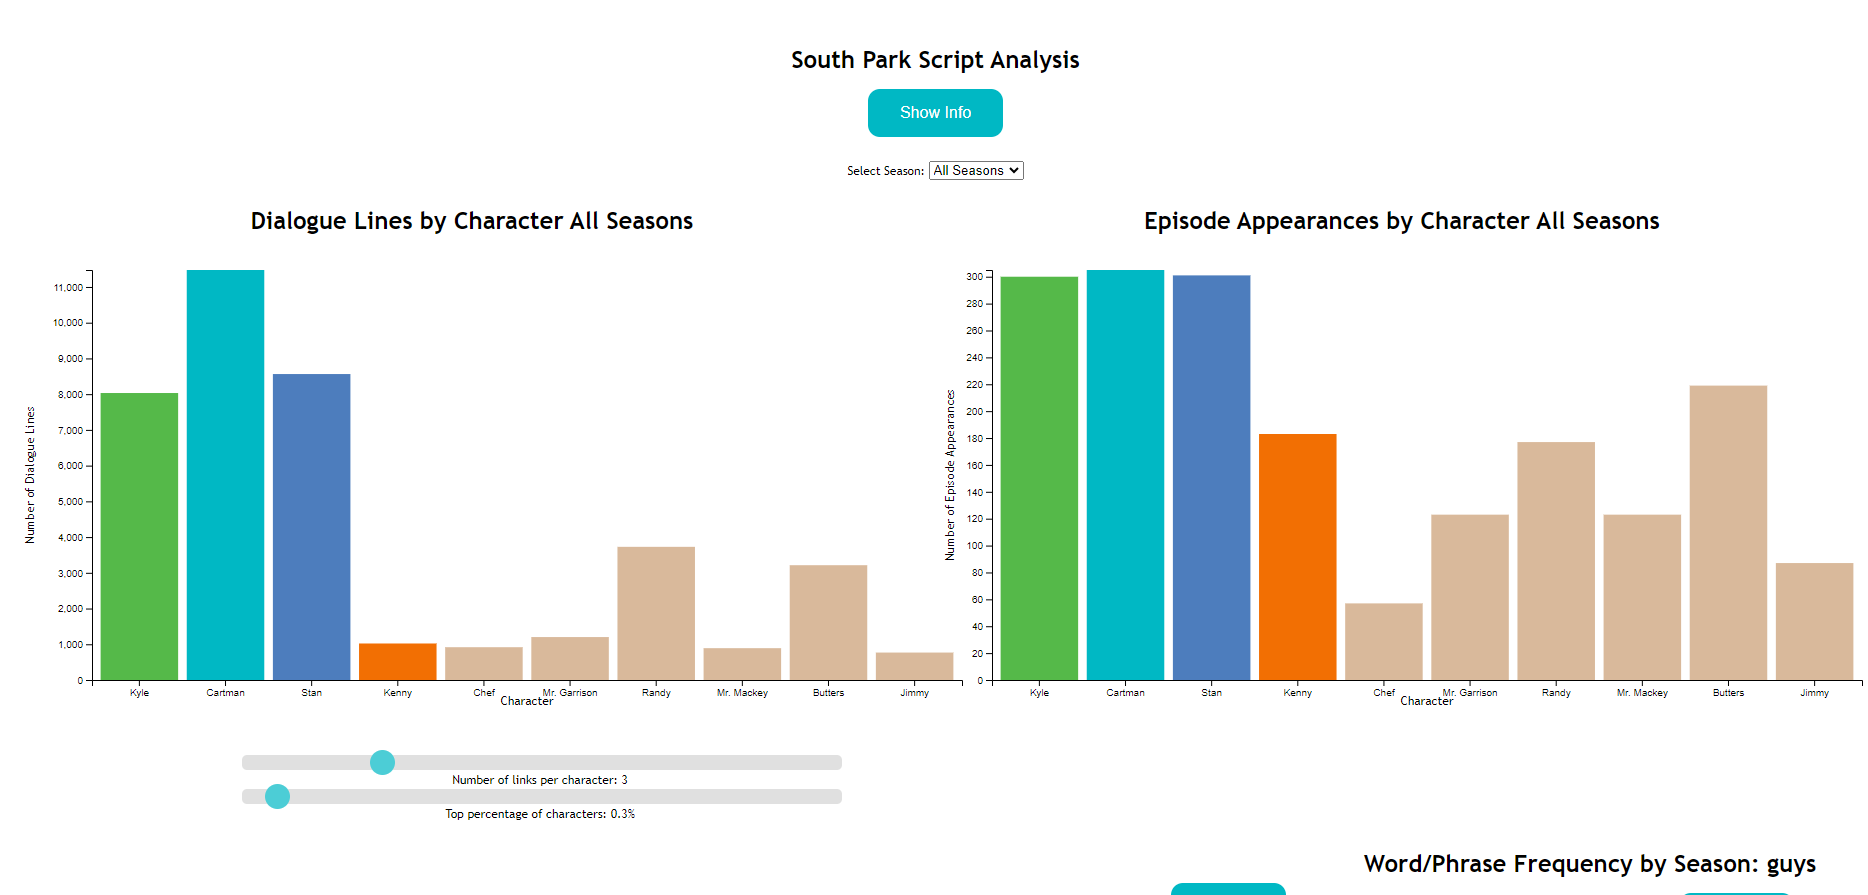 South Park Script Analysis
Show Info
Select Season: All Seasons
Dialogue Lines by Character All Seasons
11,000
10,000
9,000
8,000
7,000
6,000
5,000
4,000
3,000
2,000
1,000
0
Number of Dialogue Lines
Kyle Cartman Stan Kenny Chef Mr. Garrison Randy Mr. Mackey Butters Jimmy
Character
Episode Appearances by Character All Seasons
300
280
260
240
220
200
180
160
140
120
100
80
60
40
20
0
Number of Episode Appearances
Kyle Cartman Stan Kenny Chef Mr. Garrison Randy Mr. Mackey Butters Jimmy
Character
Number of links per character: 3
Top percentage of characters: 0.3%
Word/Phrase Frequency by Season: guys